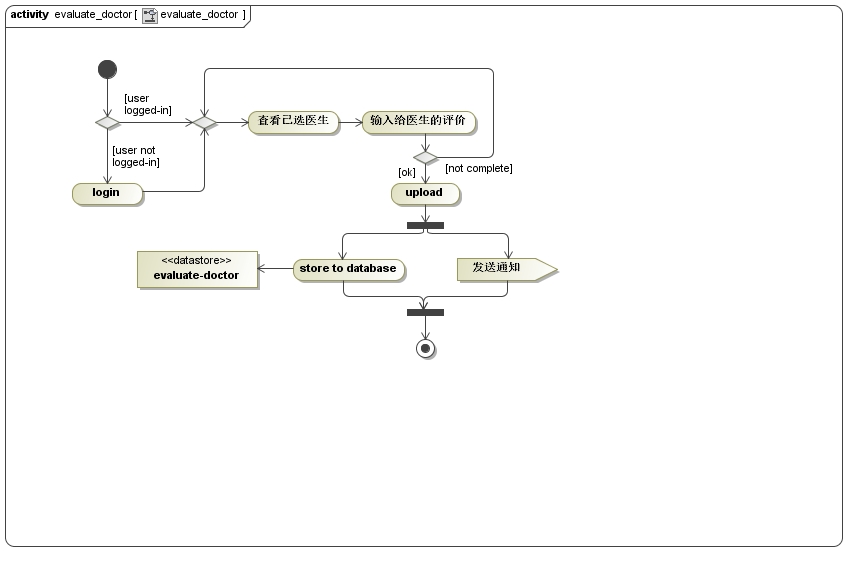 activity evaluate_doctor [ evaluate_doctor ]
[user
logged-in]
查看已选医生
输入给医生的评价
[user not
logged-in]
[ok]
[not complete]
login
upload
<<datastore>>
evaluate-doctor
store to database
发送通知